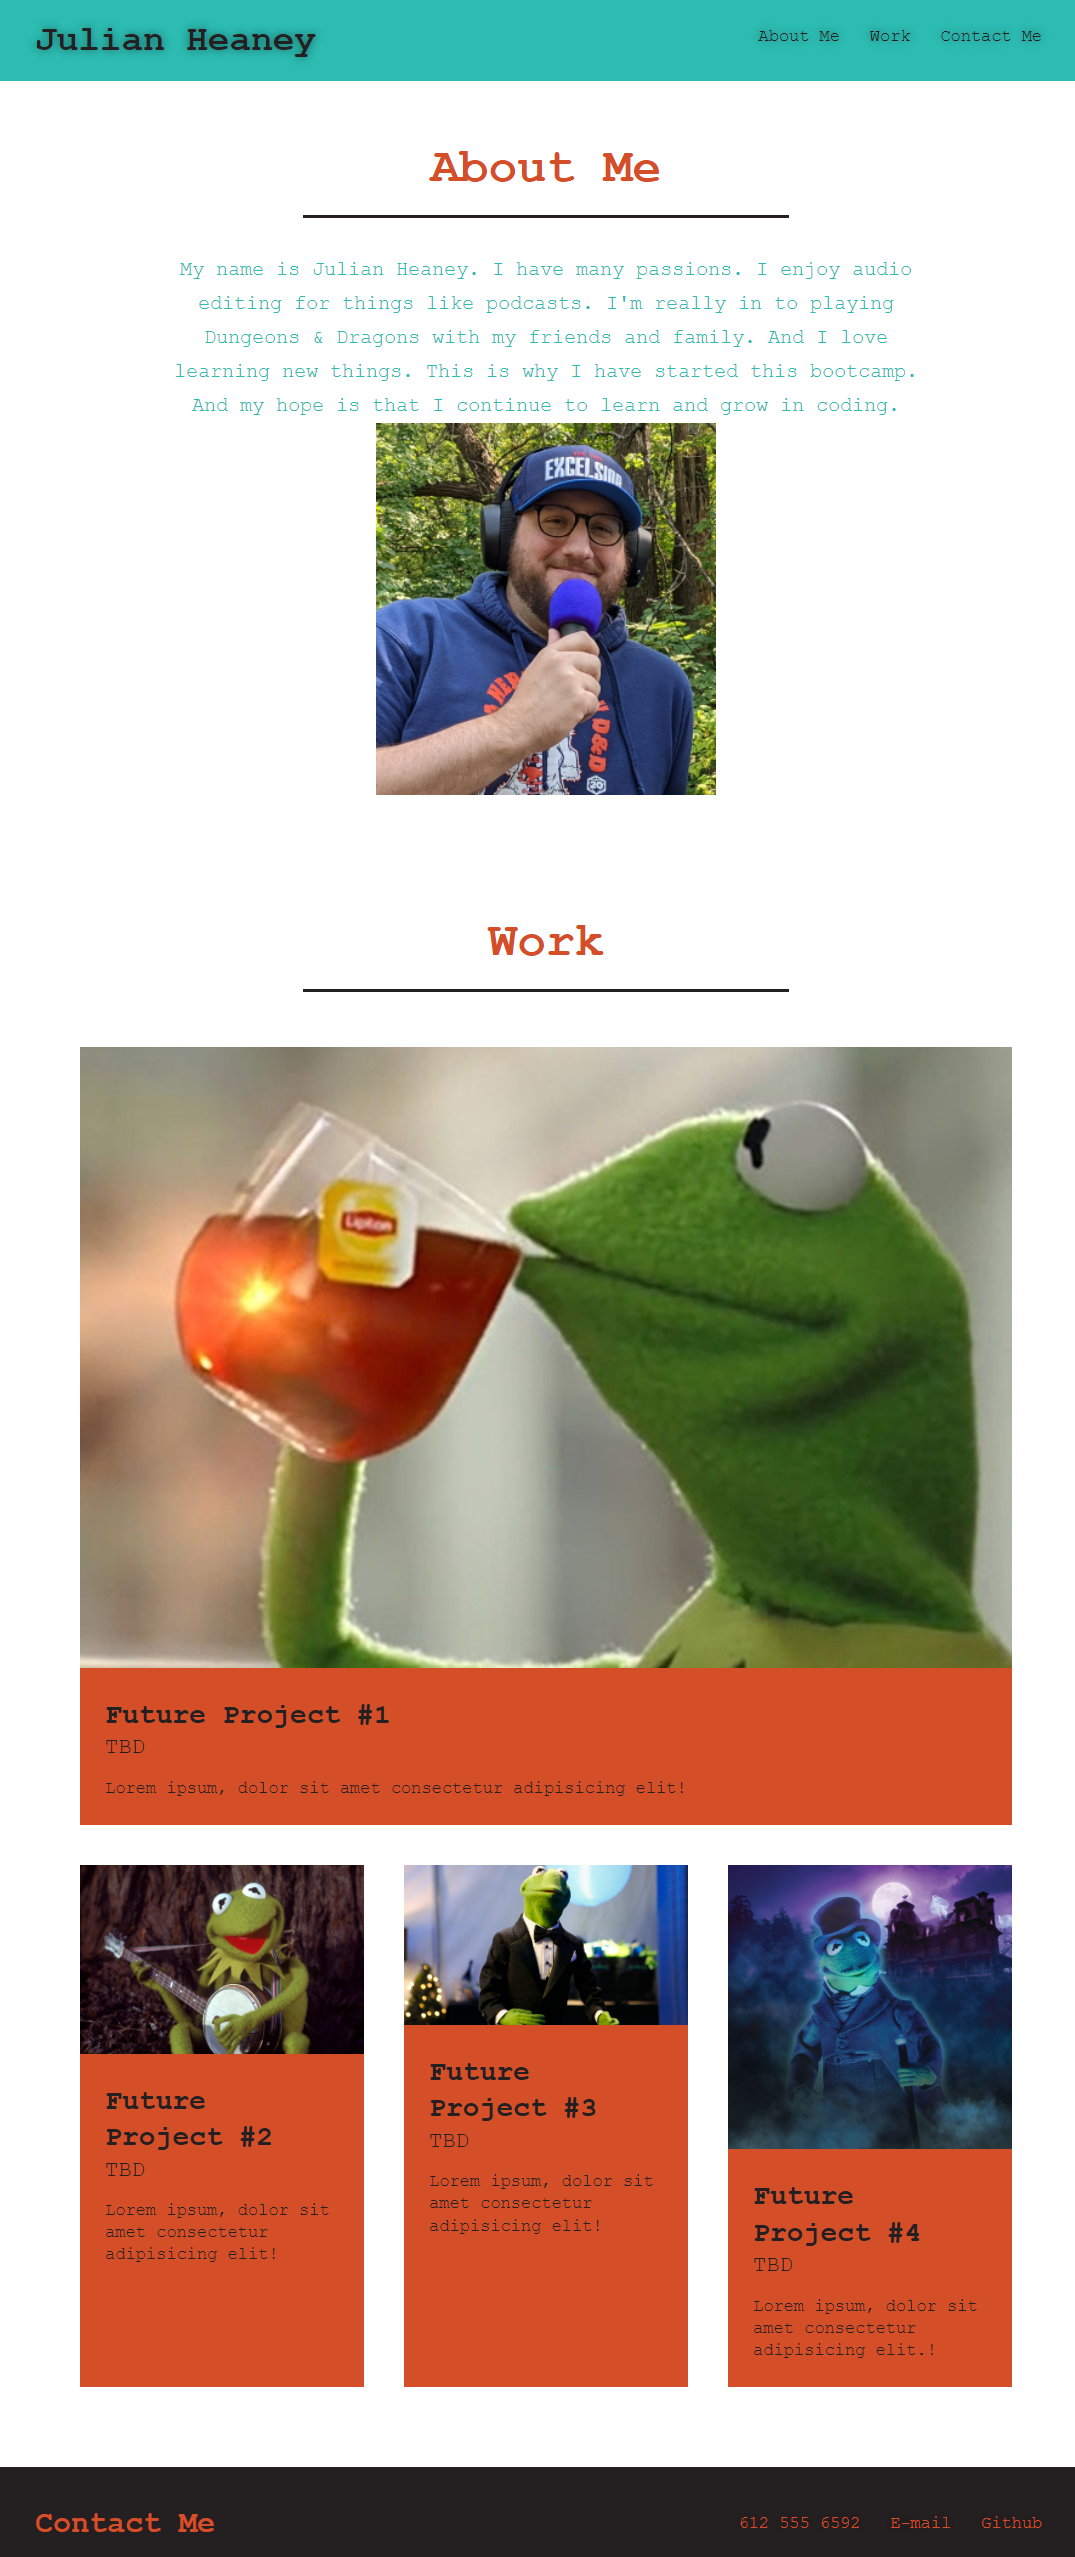 Julian Heaney
About Me Work Contact Me
About Me
My name is Julian Heaney. I have many passions. I enjoy audio
editing for things like podcasts. I'm really in to playing
Dungeons & Dragons with my friends and family. And I love
learning new things. This is why I have started this bootcamp.
And my hope is that I continue to learn and grow in coding.
EXCELSIOR
D&D
20
Work
Lipton
Future Project #1
TBD
Lorem ipsum, dolor sit amet consectetur adipisicing elit!
Future
Project #2
TBD
Lorem ipsum, dolor sit
amet consectetur
adipisicing elit!
Future
Project #3
TBD
Lorem ipsum, dolor sit
amet consectetur
adipisicing elit!
Future
Project #4
TBD
Lorem ipsum, dolor sit
amet consectetur
adipisicing elit.!
Contact Me
612 555 6592 E-mail Github